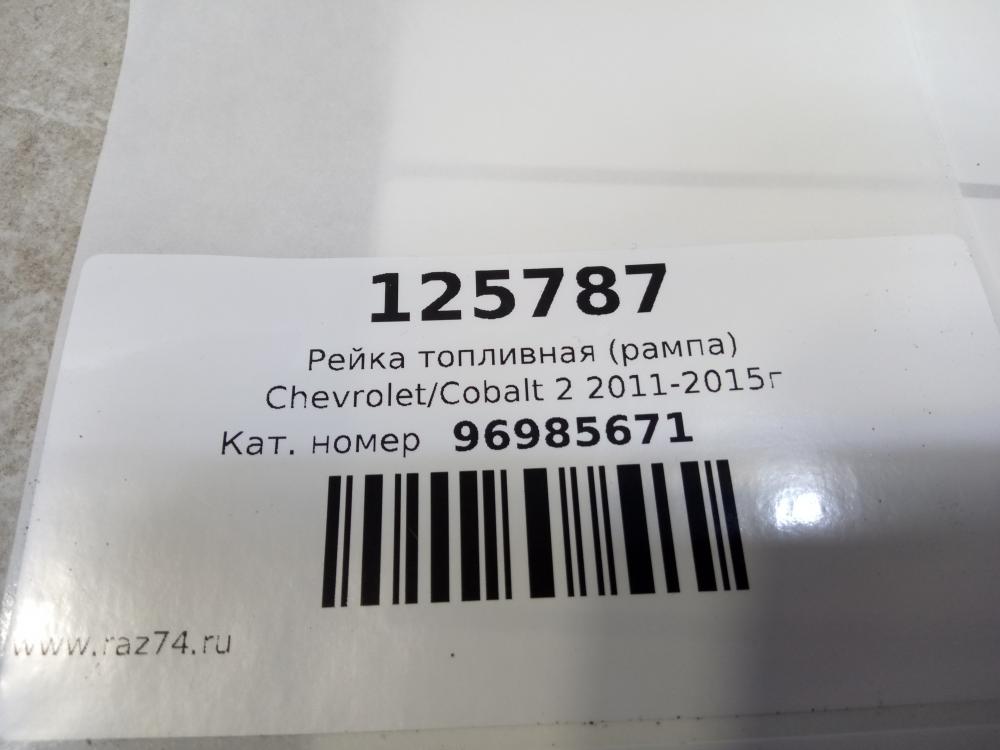 125787
Рейка топливная (рампа)
Chevrolet/Cobalt 2 2011-2015г
Кат. номер 96985671
www.raz74.ru